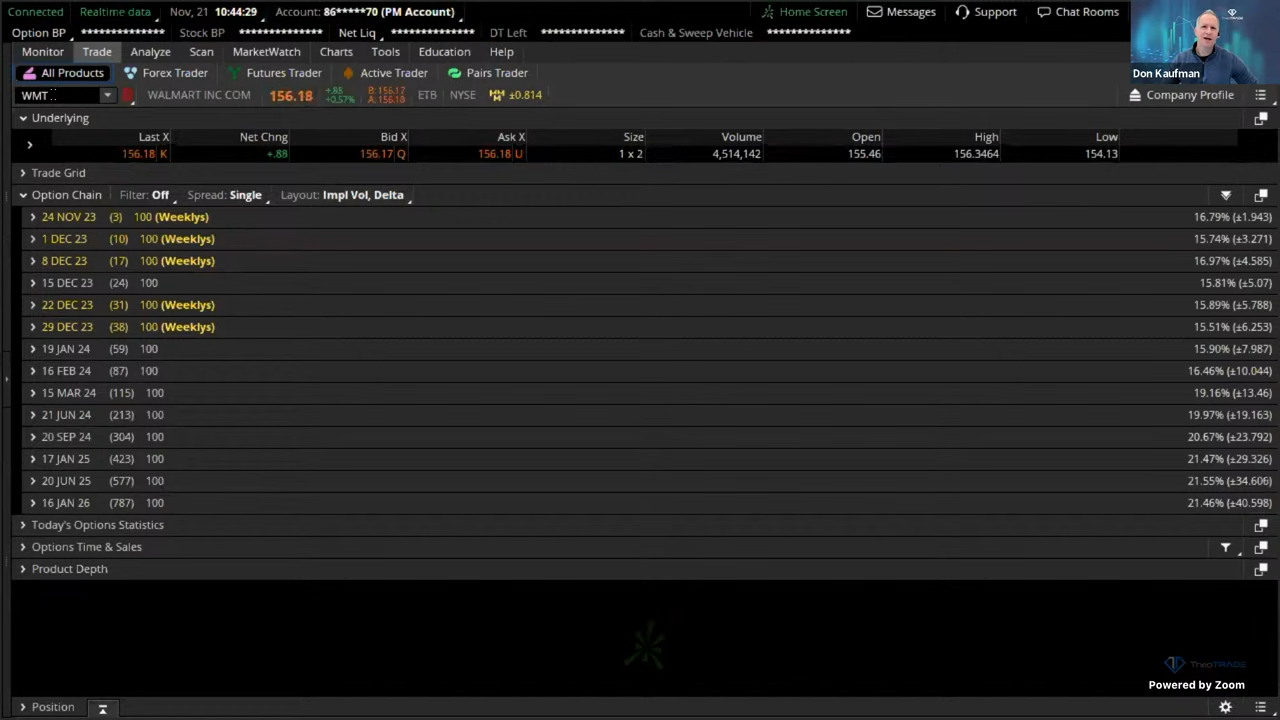 Connected Realtime data Nov, 21 10:44:29 Account: 86*****70 (PM Account) Home Screen Messages Support Chat Rooms
Option BP ************** Stock BP ************** Net Liq ************** DT Left ************** Cash & Sweep Vehicle **************
Monitor Trade Analyze Scan MarketWatch Charts Tools Education Help
Don Kaufman
All Products Forex Trader Futures Trader Active Trader Pairs Trader
WMT WALMART INC COM 156.18 +.88 +0.57% B: 156.17 A: 156.18 ETB NYSE ±0.814 Company Profile
Underlying
Last X Net Chng Bid X Ask X Size Volume Open High Low
156.18 K +.88 156.17 Q 156.18 U 1 x 2 4,514,142 155.46 156.3464 154.13
Trade Grid
Option Chain Filter: Off Spread: Single Layout: Impl Vol, Delta
24 NOV 23 (3) 100 (Weeklys) 16.79% (±1.943)
1 DEC 23 (10) 100 (Weeklys) 15.74% (±3.271)
8 DEC 23 (17) 100 (Weeklys) 16.97% (±4.585)
15 DEC 23 (24) 100 15.81% (±5.07)
22 DEC 23 (31) 100 (Weeklys) 15.89% (±5.788)
29 DEC 23 (38) 100 (Weeklys) 15.51% (±6.253)
19 JAN 24 (59) 100 15.90% (±7.987)
16 FEB 24 (87) 100 16.46% (±10.044)
15 MAR 24 (115) 100 19.16% (±13.46)
21 JUN 24 (213) 100 19.97% (±19.163)
20 SEP 24 (304) 100 20.67% (±23.792)
17 JAN 25 (423) 100 21.47% (±29.326)
20 JUN 25 (577) 100 21.55% (±34.606)
16 JAN 26 (787) 100 21.46% (±40.598)
Today's Options Statistics
Options Time & Sales
Product Depth
TheoTRADE
Powered by Zoom
Position